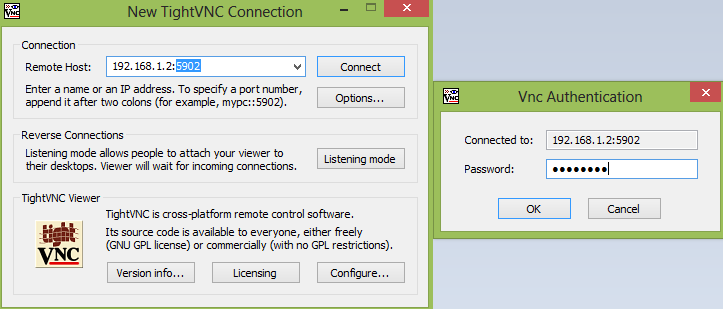 New TightVNC Connection
Connection
Remote Host: 192.168.1.2:5902
Connect
Enter a name or an IP address. To specify a port number,
append it after two colons (for example, mypc::5902).
Options...
Reverse Connections
Listening mode allows people to attach your viewer to
their desktops. Viewer will wait for incoming connections.
Listening mode
TightVNC Viewer
TightVNC is cross-platform remote control software.
Its source code is available to everyone, either freely
(GNU GPL license) or commercially (with no GPL restrictions).
VNC
Version info...
Licensing
Configure...
Vnc Authentication
Connected to: 192.168.1.2:5902
Password: ●●●●●●●●
OK
Cancel